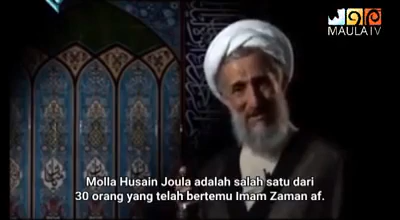 MAULA TV
Molla Husain Joula adalah salah satu dari
30 orang yang telah bertemu Imam Zaman af.